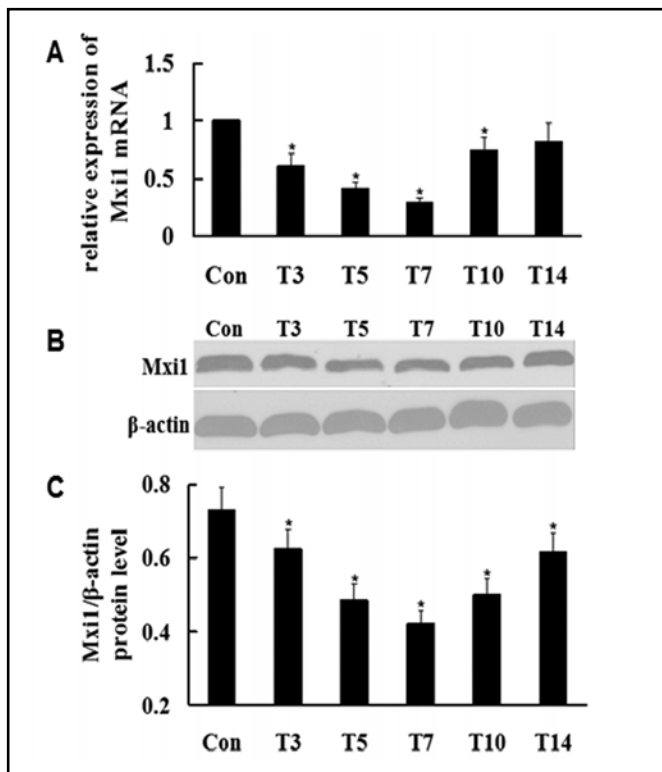 A
relative expression of
Mxi1 mRNA
1.5
1
0.5
0
*
*
*
*
Con T3 T5 T7 T10 T14
B
Con T3 T5 T7 T10 T14
Mxi1
β-actin
C
Mxi1/β-actin
protein level
0.8
0.6
0.4
0.2
*
*
*
*
*
Con T3 T5 T7 T10 T14